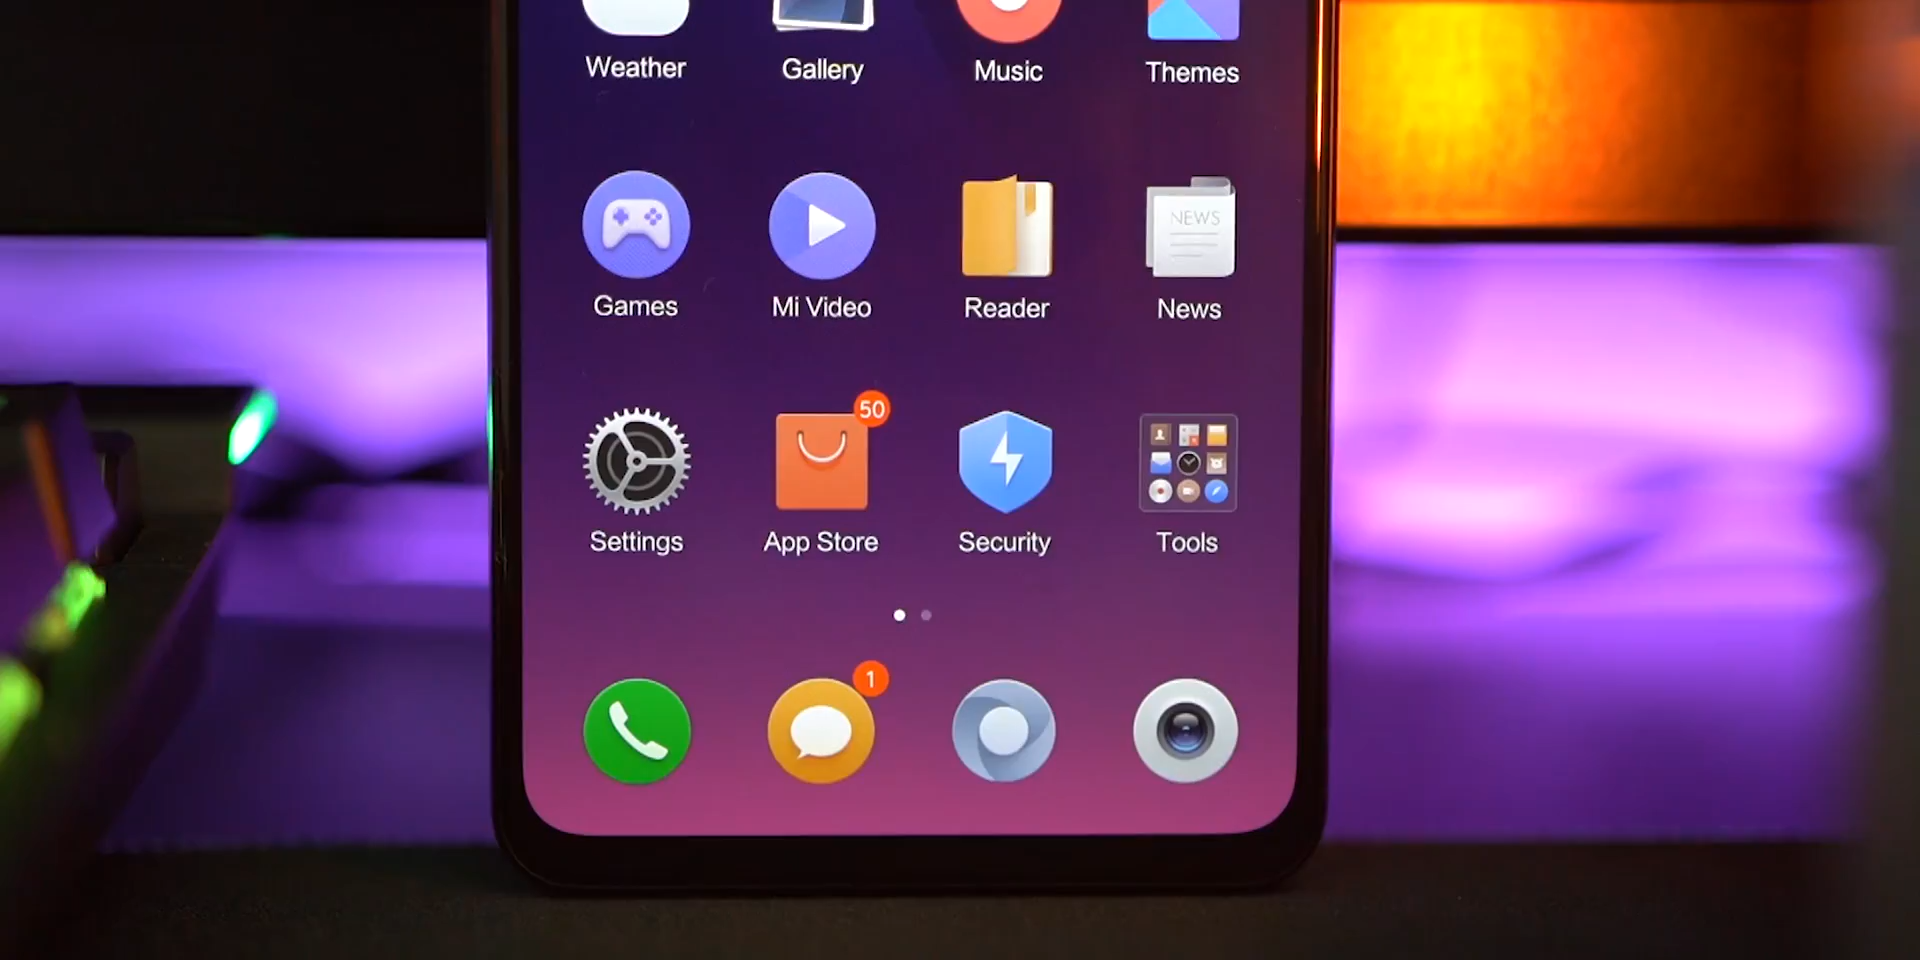 Weather
Gallery
Music
Themes
NEWS
Games
Mi Video
Reader
News
50
Settings
App Store
Security
Tools
1